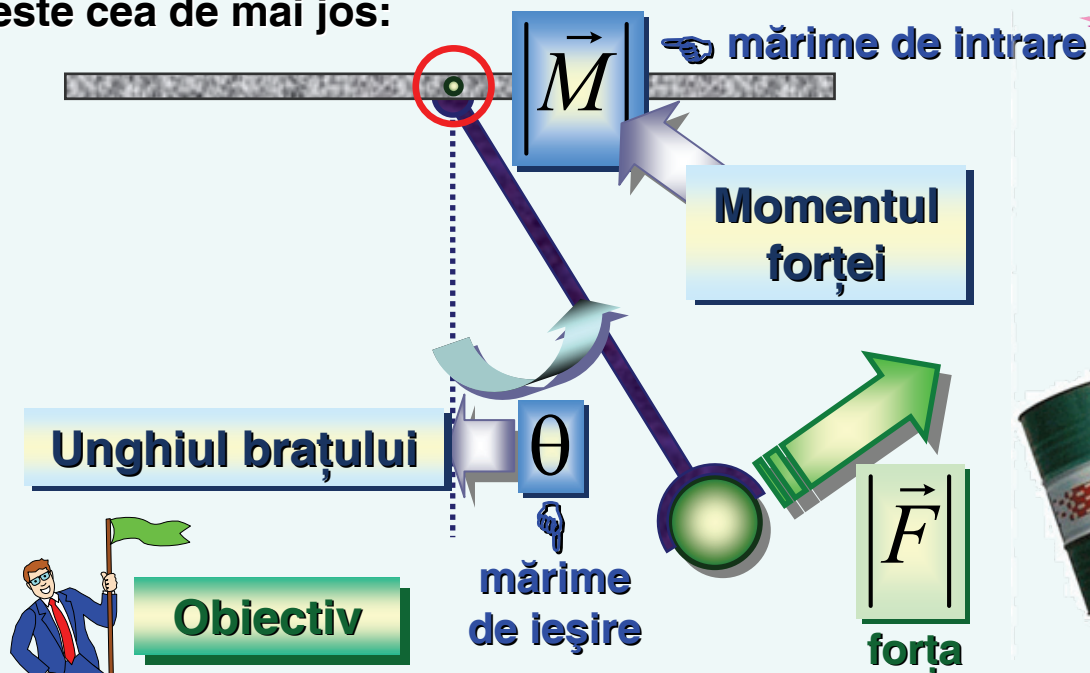 este cea de mai jos:
|M⃗|
mărime de intrare
Momentul
forței
Unghiul brațului
θ
mărime
de ieşire
|F⃗|
forța
Obiectiv